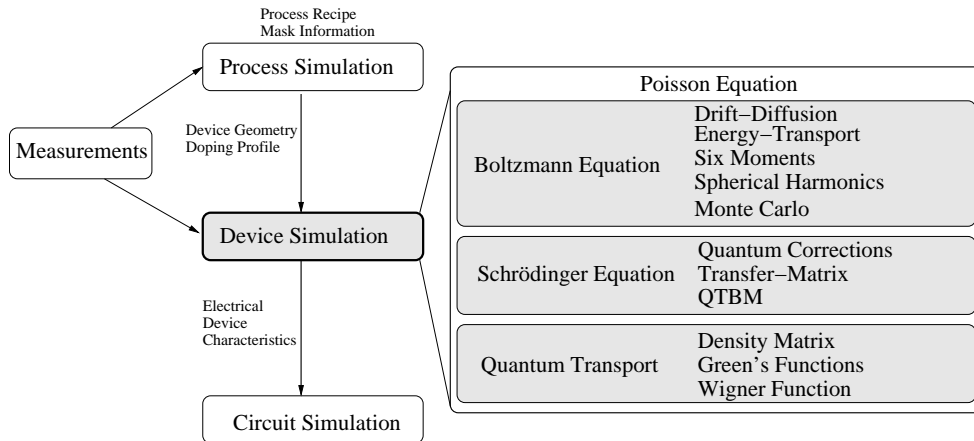 Process Recipe
Mask Information
Process Simulation
Measurements
Device Geometry
Doping Profile
Device Simulation
Electrical
Device
Characteristics
Circuit Simulation
Poisson Equation
Boltzmann Equation
Drift−Diffusion
Energy−Transport
Six Moments
Spherical Harmonics
Monte Carlo
Schrödinger Equation
Quantum Corrections
Transfer−Matrix
QTBM
Quantum Transport
Density Matrix
Green's Functions
Wigner Function